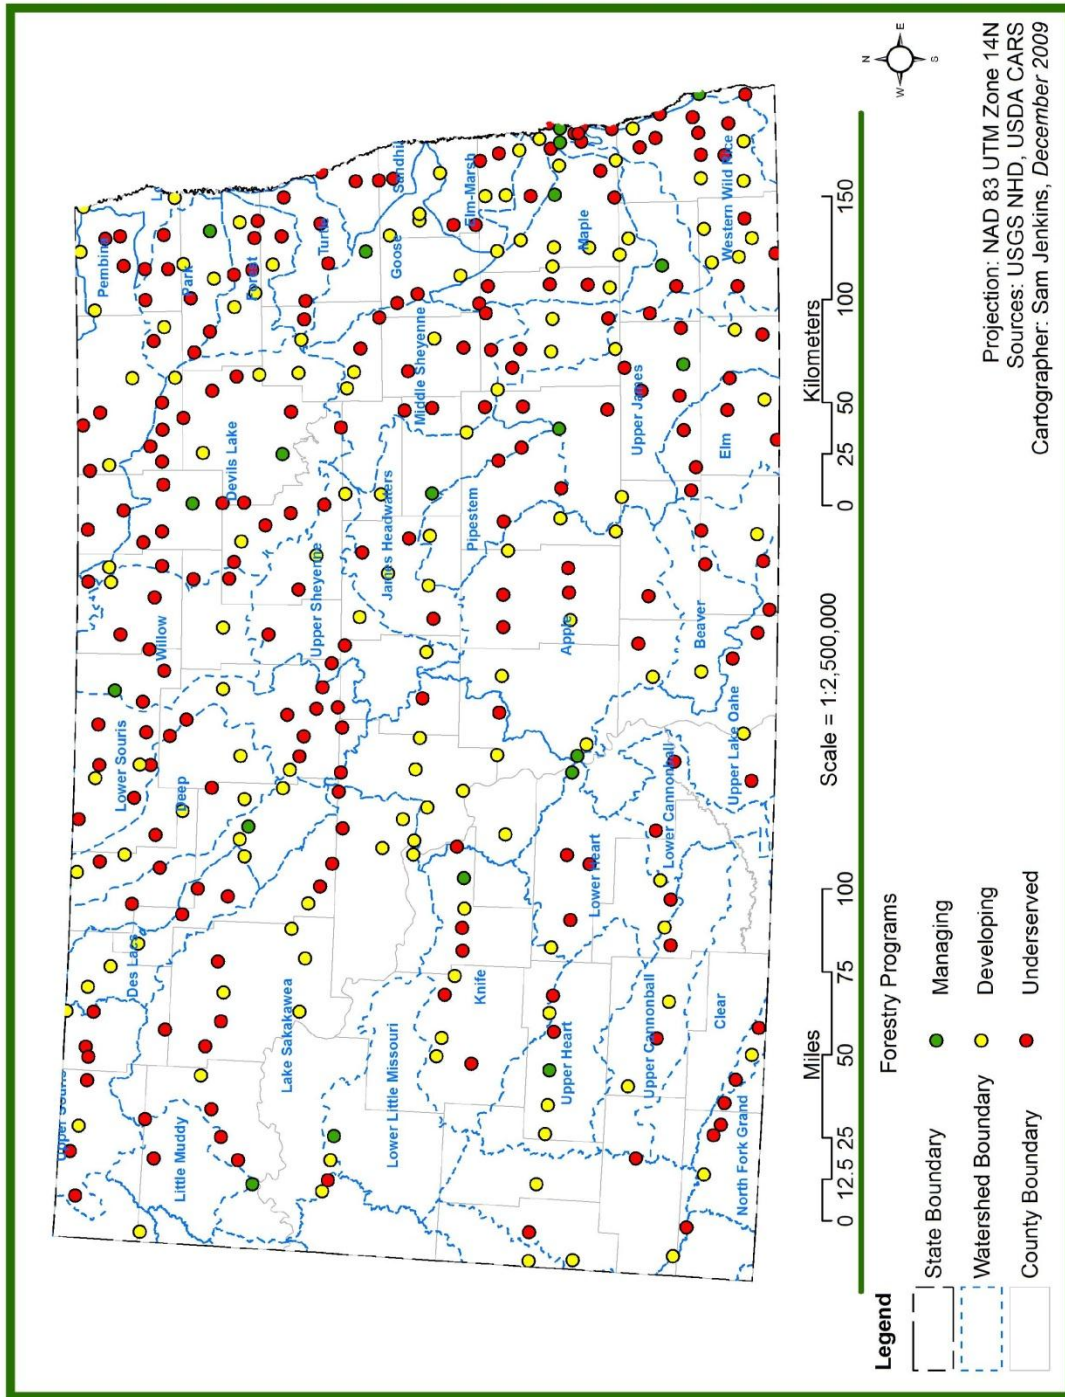 Upper Souris
Des Lacs
Lower Souris
Willow
Pembina
Little Muddy
Deep
Park
Devils Lake
Forest
Lake Sakakawea
Upper Sheyenne
Turtle
Lower Little Missouri
James Headwaters
Middle Sheyenne
Goose
Sandhill
Knife
Pipestem
Elm-Marsh
Upper Heart
Lower Heart
Apple
Maple
Upper Cannonball
Lower Cannonball
Upper James
Clear
North Fork Grand
Upper Lake Oahe
Beaver
Elm
Western Wild Rice
Miles
0 12.5 25 50 75 100
Scale = 1:2,500,000
Kilometers
0 25 50 100 150
N
W E
S
Legend
State Boundary
Watershed Boundary
County Boundary
Forestry Programs
Managing
Developing
Underserved
Projection: NAD 83 UTM Zone 14N
Sources: USGS NHD, USDA CARS
Cartographer: Sam Jenkins, December 2009